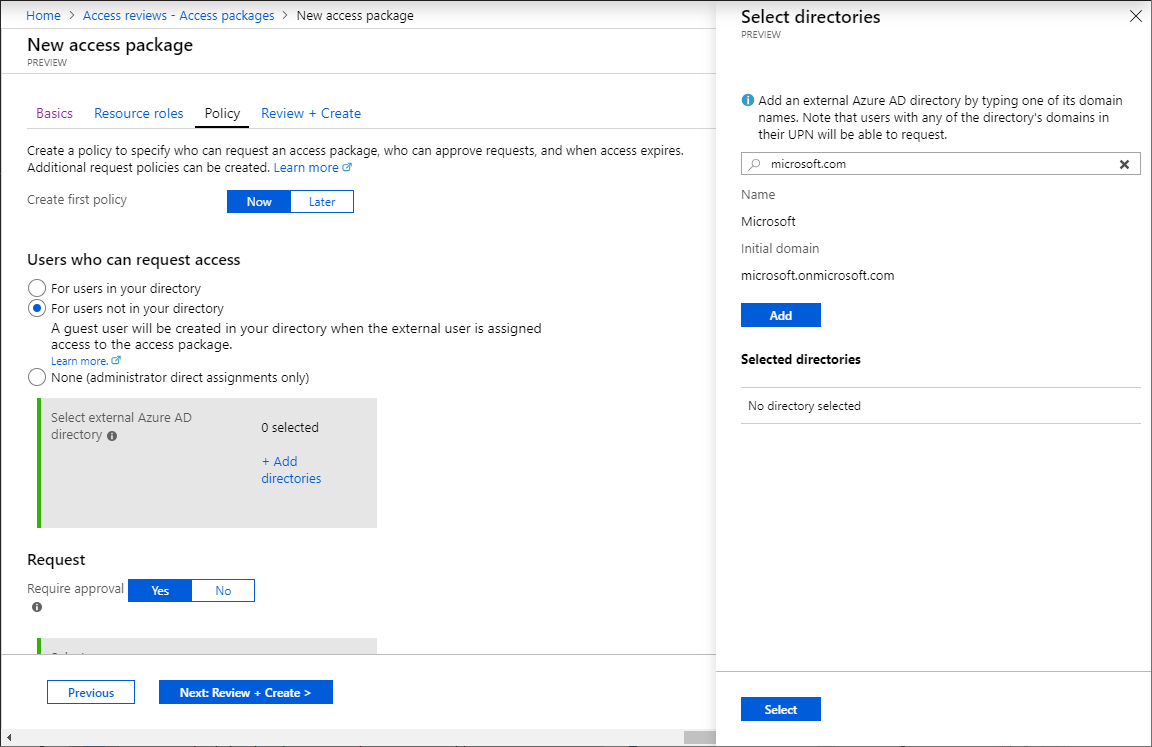 Home > Access reviews - Access packages > New access package
New access package
PREVIEW
Basics Resource roles Policy Review + Create
Create a policy to specify who can request an access package, who can approve requests, and when access expires.
Additional request policies can be created. Learn more
Create first policy Now Later
Users who can request access
For users in your directory
For users not in your directory
A guest user will be created in your directory when the external user is assigned
access to the access package.
Learn more.
None (administrator direct assignments only)
Select external Azure AD
directory
0 selected
+ Add
directories
Request
Require approval Yes No
Previous Next: Review + Create >
Select directories
PREVIEW
Add an external Azure AD directory by typing one of its domain
names. Note that users with any of the directory's domains in
their UPN will be able to request.
microsoft.com
Name
Microsoft
Initial domain
microsoft.onmicrosoft.com
Add
Selected directories
No directory selected
Select